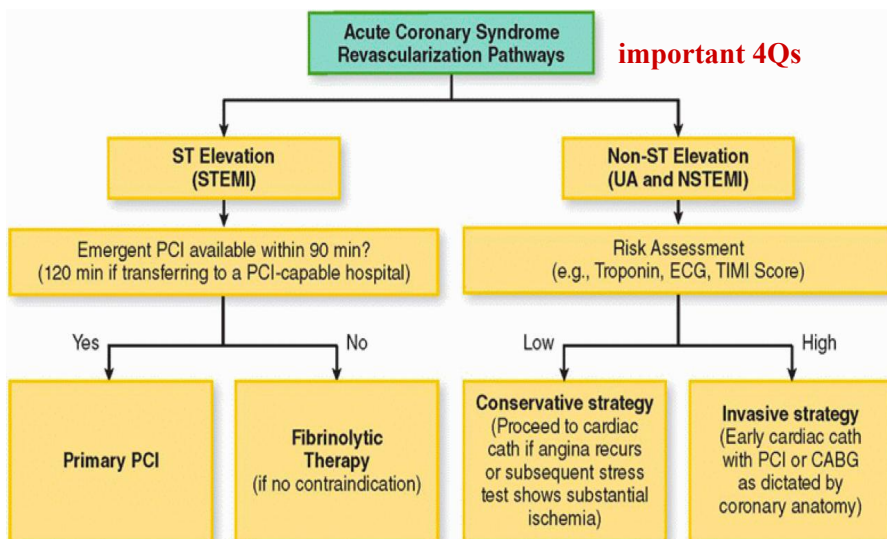 Acute Coronary Syndrome
Revascularization Pathways
important 4Qs
ST Elevation
(STEMI)
Non-ST Elevation
(UA and NSTEMI)
Emergent PCI available within 90 min?
(120 min if transferring to a PCI-capable hospital)
Risk Assessment
(e.g., Troponin, ECG, TIMI Score)
Yes
No
Low
High
Primary PCI
Fibrinolytic
Therapy
(if no contraindication)
Conservative strategy
(Proceed to cardiac
cath if angina recurs
or subsequent stress
test shows substantial
ischemia)
Invasive strategy
(Early cardiac cath
with PCI or CABG
as dictated by
coronary anatomy)